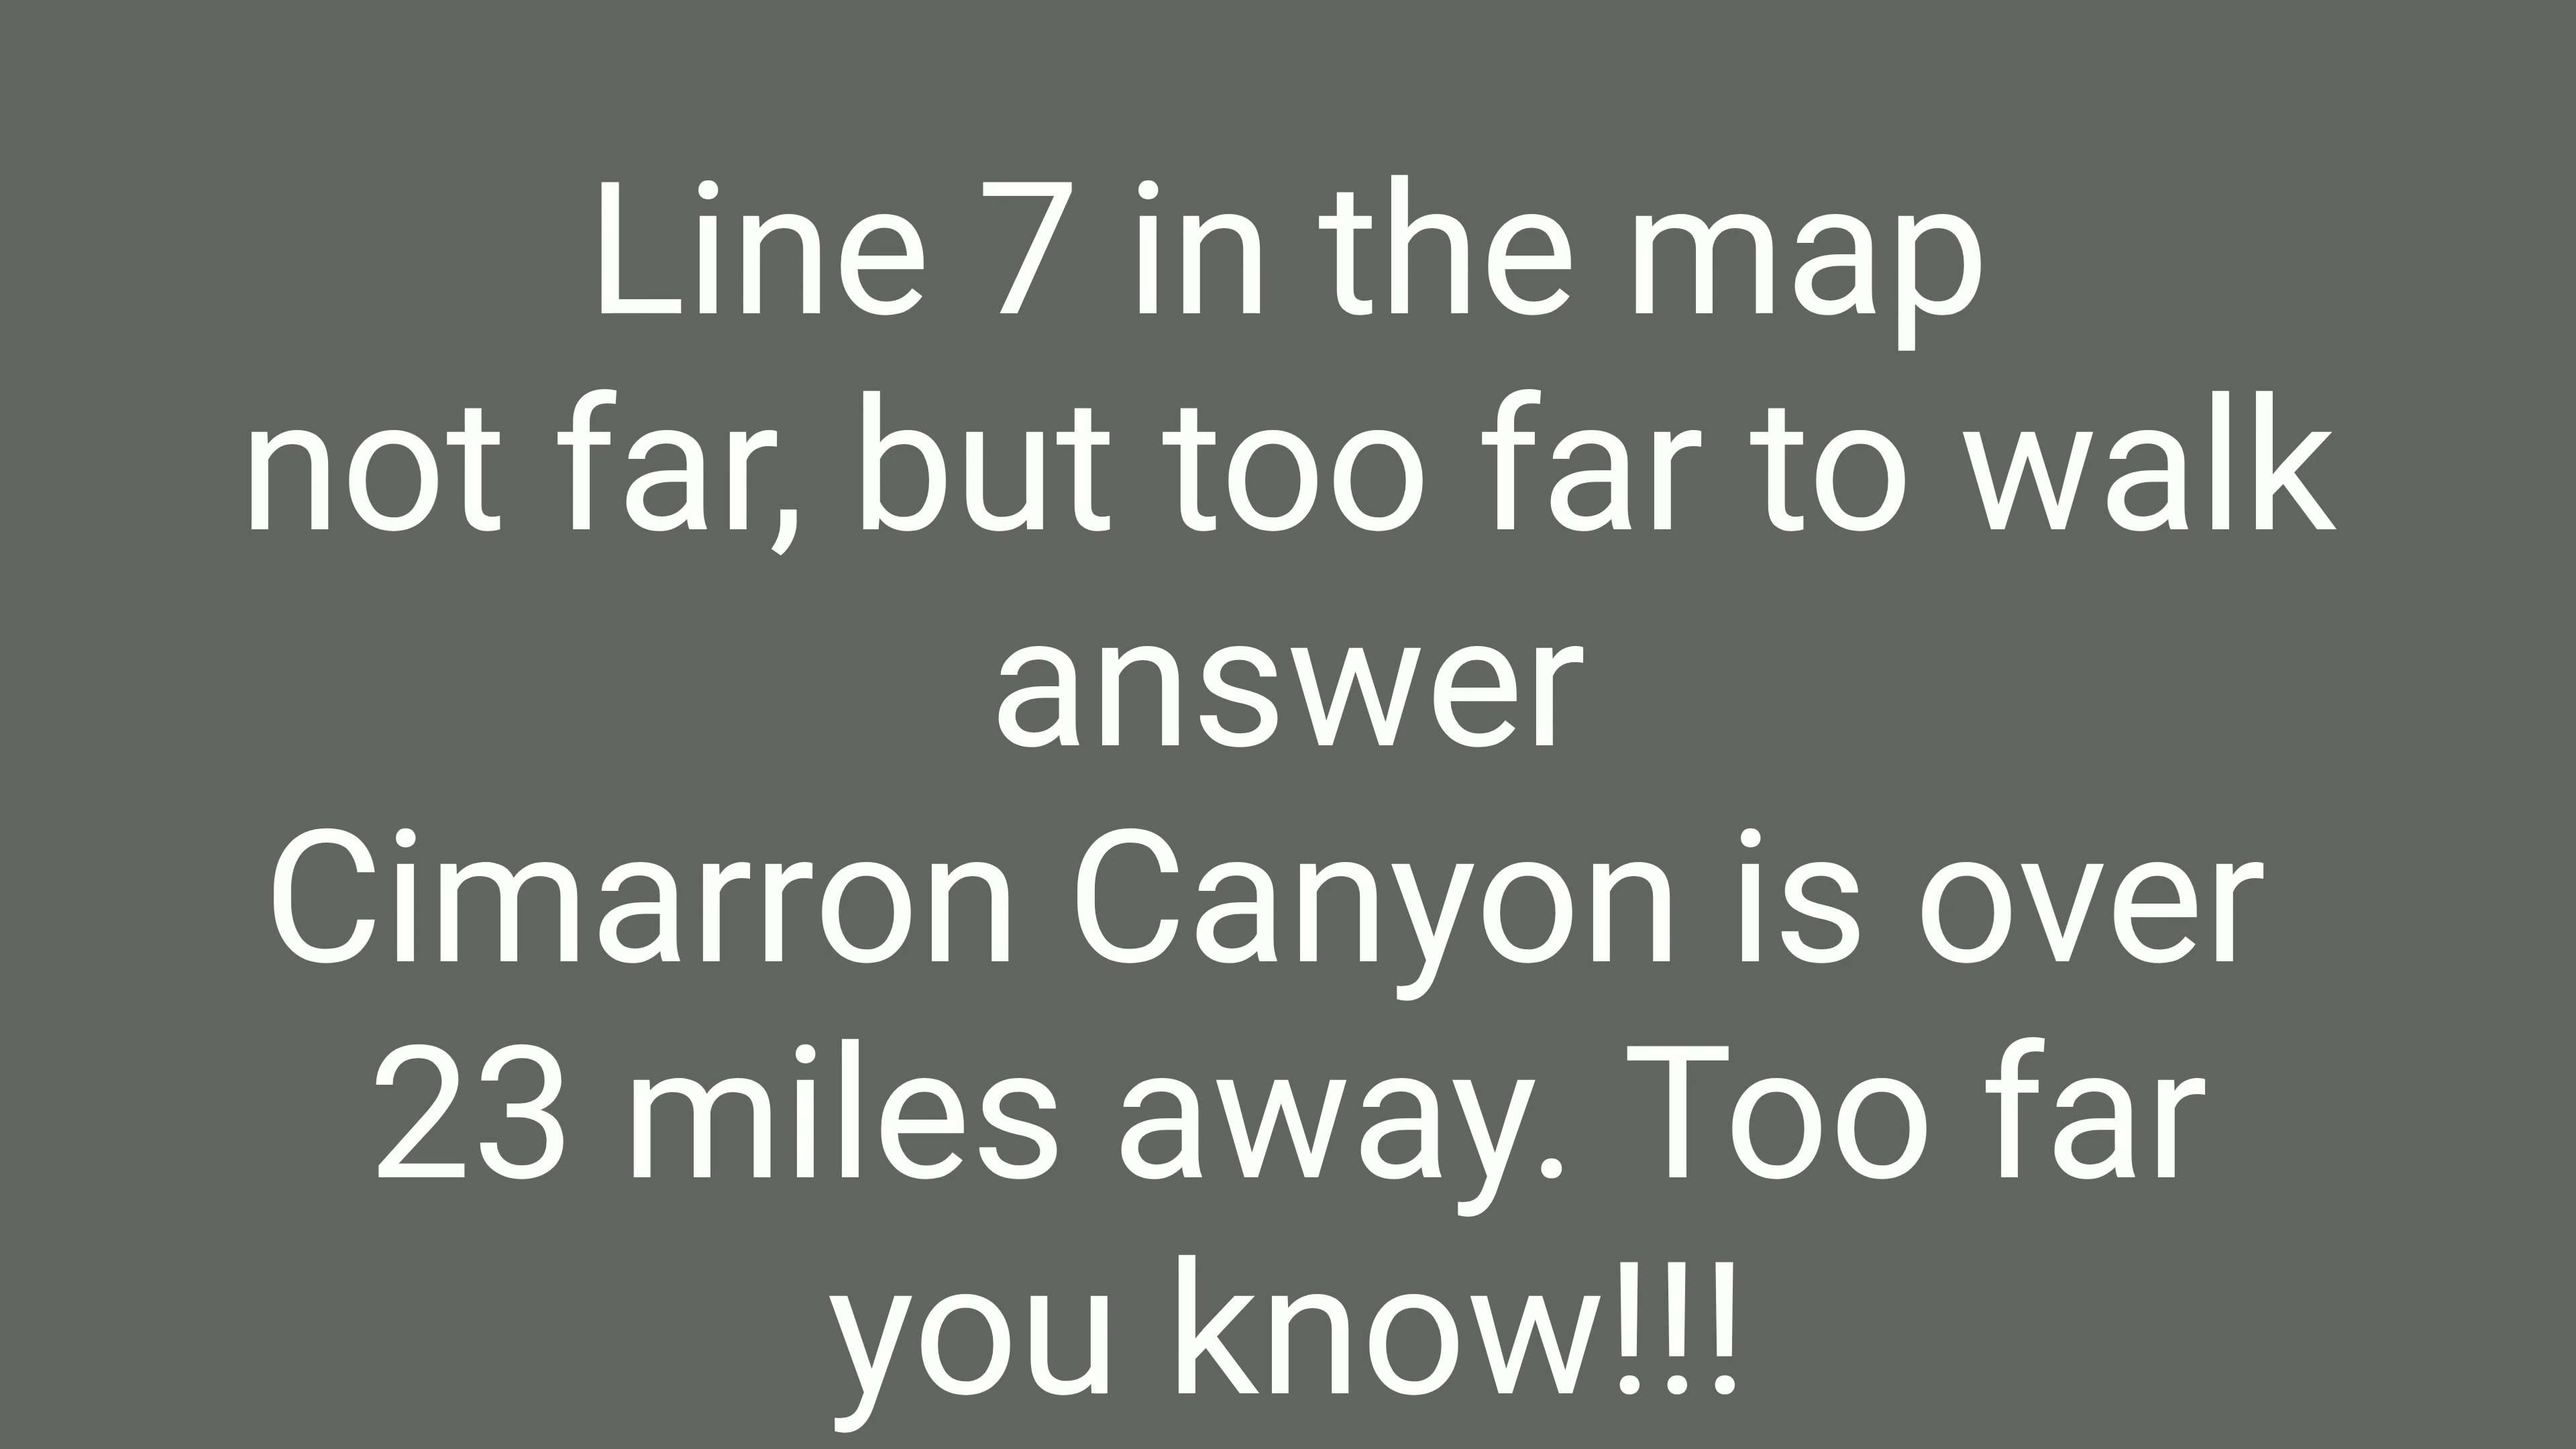 Line 7 in the map
not far, but too far to walk
answer
Cimarron Canyon is over
23 miles away. Too far
you know!!!